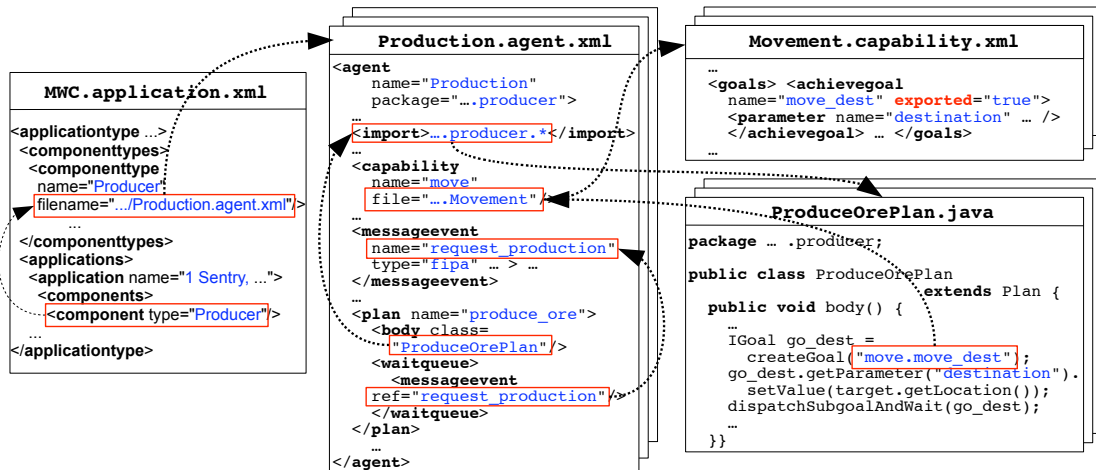 MWC.application.xml
<applicationtype ...>
<componenttypes>
<componenttype
name="Producer"
filename=".../Production.agent.xml"/>
...
</componenttypes>
<applications>
<application name="1 Sentry, ...">
<components>
<component type="Producer"/>
...
</applicationtype>
Production.agent.xml
<agent
name="Production"
package="….producer">
…
<import>….producer.*</import>
…
<capability
name="move"
file="….Movement"/>
…
<messageevent
name="request_production"
type="fipa" … > …
</messageevent>
…
<plan name="produce_ore">
<body class=
"ProduceOrePlan"/>
<waitqueue>
<messageevent
ref="request_production"/>
</waitqueue>
</plan>
…
</agent>
Movement.capability.xml
…
<goals> <achievegoal
name="move_dest" exported="true">
<parameter name="destination" … />
</achievegoal> … </goals>
…
ProduceOrePlan.java
package … .producer;
public class ProduceOrePlan
extends Plan {
public void body() {
…
IGoal go_dest =
createGoal("move.move_dest");
go_dest.getParameter("destination").
setValue(target.getLocation());
dispatchSubgoalAndWait(go_dest);
…
}}